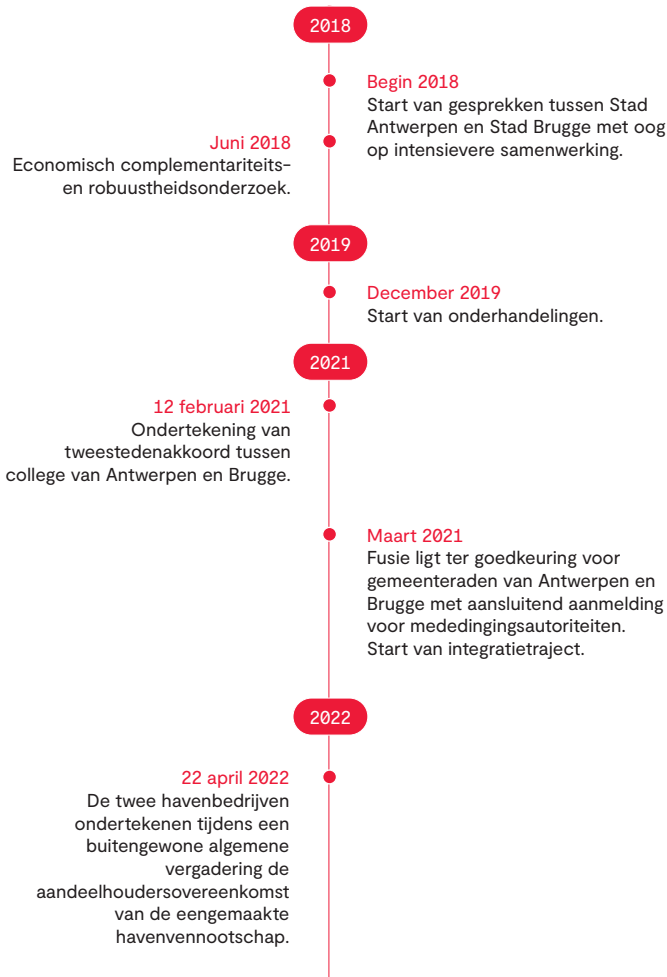 2018
Begin 2018
Start van gesprekken tussen Stad
Antwerpen en Stad Brugge met oog
op intensievere samenwerking.
Juni 2018
Economisch complementariteits-
en robuustheidsonderzoek.
2019
December 2019
Start van onderhandelingen.
2021
12 februari 2021
Ondertekening van
tweestedenakkoord tussen
college van Antwerpen en Brugge.
Maart 2021
Fusie ligt ter goedkeuring voor
gemeenteraden van Antwerpen en
Brugge met aansluitend aanmelding
voor mededingingsautoriteiten.
Start van integratietraject.
2022
22 april 2022
De twee havenbedrijven
ondertekenen tijdens een
buitengewone algemene
vergadering de
aandeelhoudersovereenkomst
van de eengemaakte
havenvennootschap.